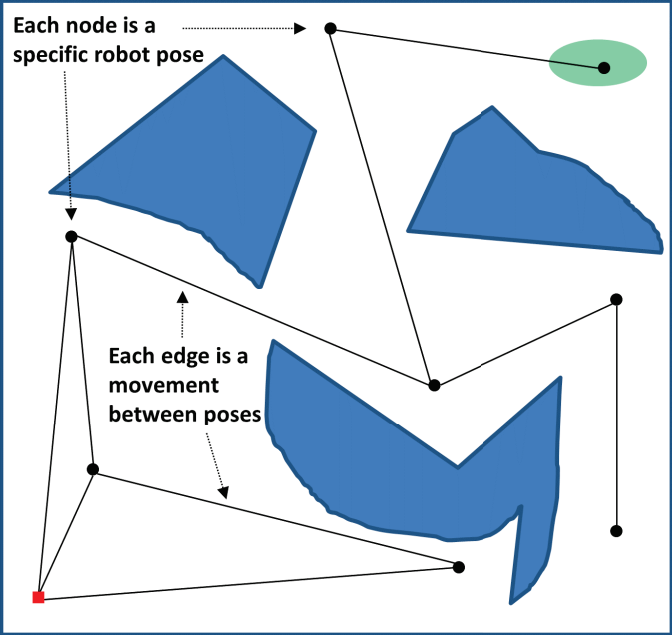 Each node is a
specific robot pose
Each edge is a
movement
between poses